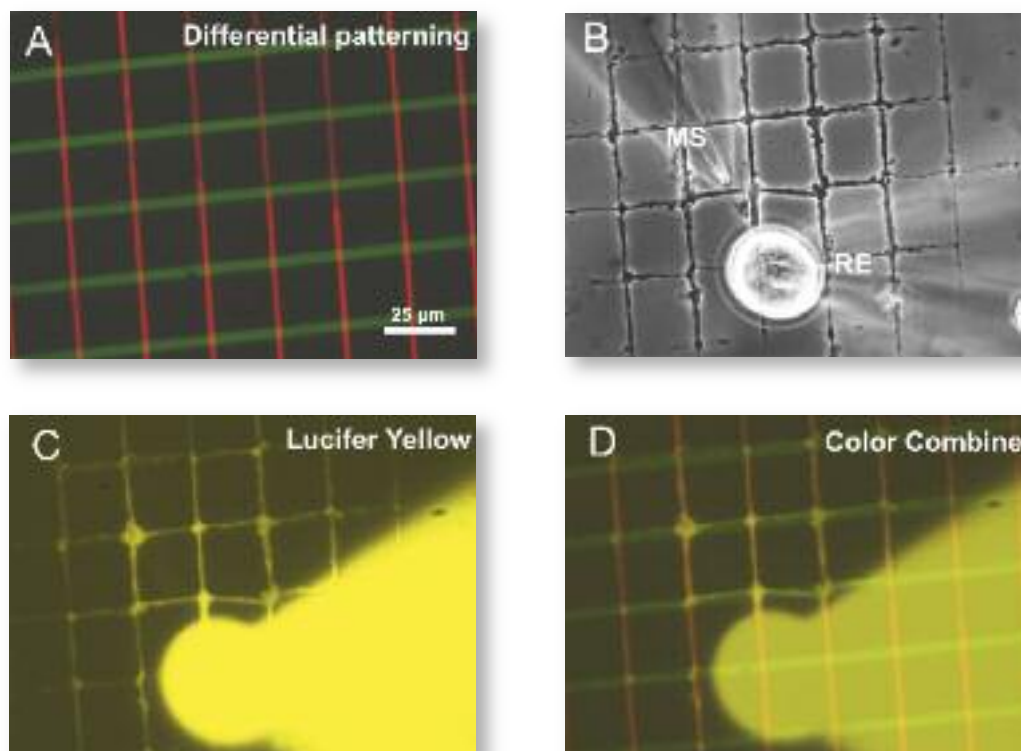 A
Differential patterning
25 µm
B
MS
RE
C
Lucifer Yellow
D
Color Combine